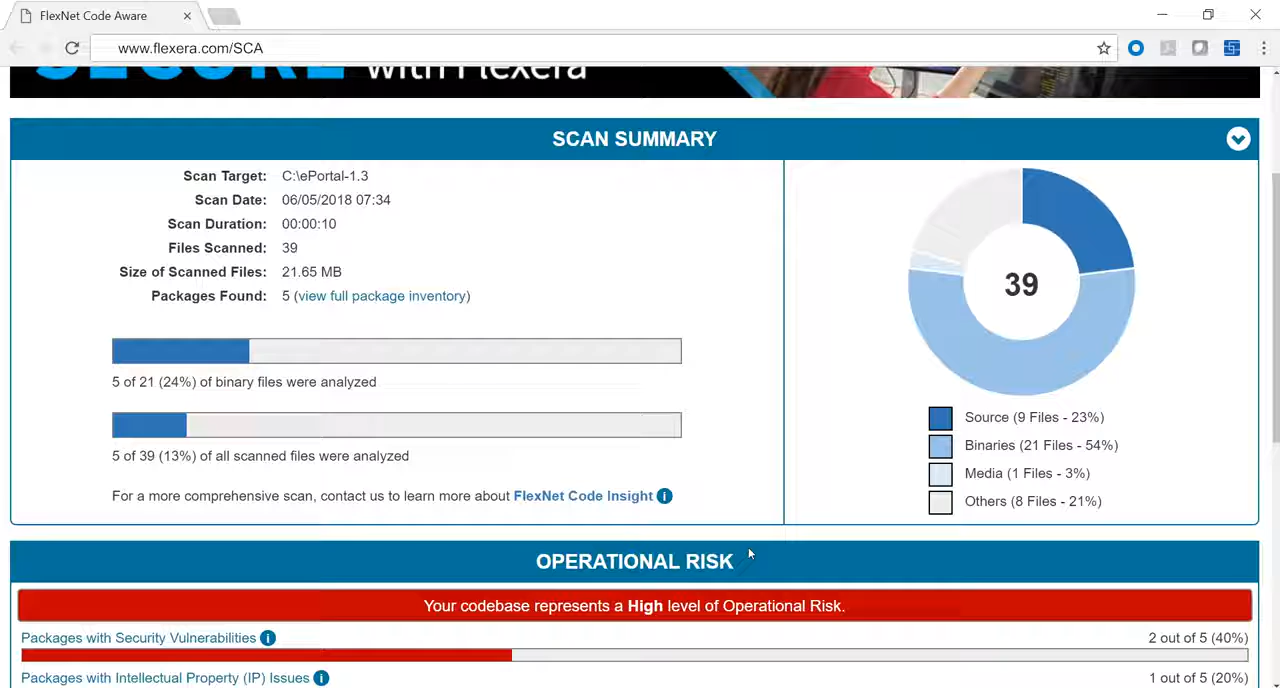 FlexNet Code Aware
www.flexera.com/SCA
SECURE with Flexera
SCAN SUMMARY
Scan Target: C:\ePortal-1.3
Scan Date: 06/05/2018 07:34
Scan Duration: 00:00:10
Files Scanned: 39
Size of Scanned Files: 21.65 MB
Packages Found: 5 (view full package inventory)
5 of 21 (24%) of binary files were analyzed
5 of 39 (13%) of all scanned files were analyzed
For a more comprehensive scan, contact us to learn more about FlexNet Code Insight i
39
Source (9 Files - 23%)
Binaries (21 Files - 54%)
Media (1 Files - 3%)
Others (8 Files - 21%)
OPERATIONAL RISK
Your codebase represents a High level of Operational Risk.
Packages with Security Vulnerabilities i 2 out of 5 (40%)
Packages with Intellectual Property (IP) Issues i 1 out of 5 (20%)